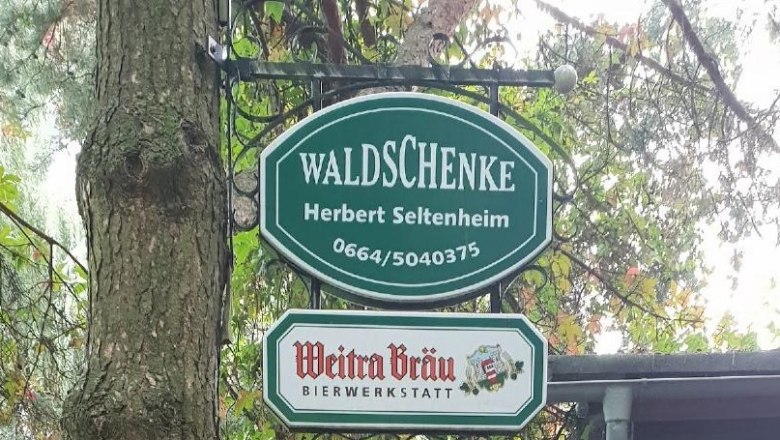 WALDSCHENKE
Herbert Seltenheim
0664/5040375
Weitra Bräu
BIERWERKSTATT